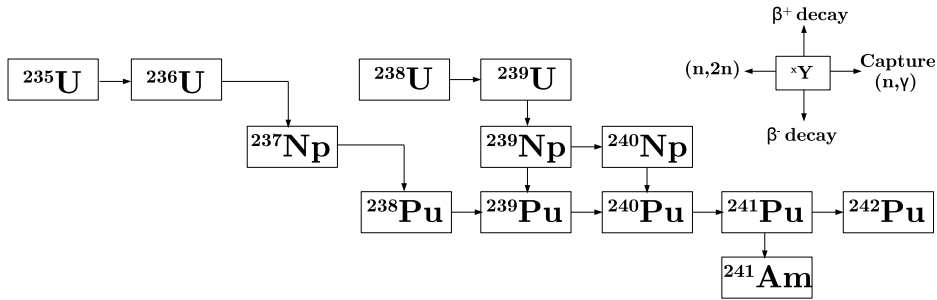 β⁺ decay
²³⁵U ²³⁶U ²³⁸U ²³⁹U (n,2n) ˣY Capture
(n,γ)
²³⁷Np ²³⁹Np ²⁴⁰Np β⁻ decay
²³⁸Pu ²³⁹Pu ²⁴⁰Pu ²⁴¹Pu ²⁴²Pu
²⁴¹Am